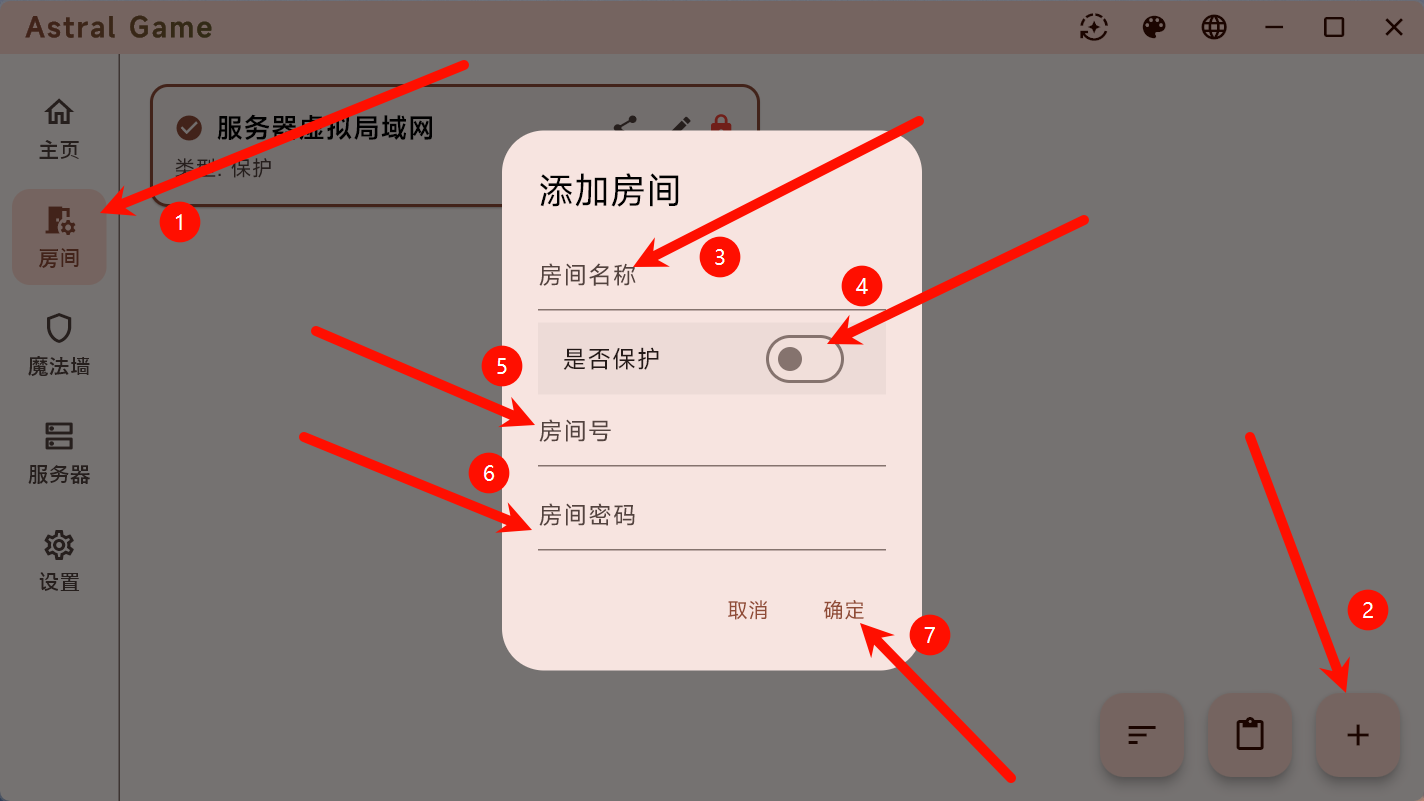 Astral Game
主页
房间
魔法墙
服务器
设置
服务器虚拟局域网
类型: 保护
1
添加房间
房间名称
3
4
是否保护
5
房间号
6
房间密码
取消
确定
7
2